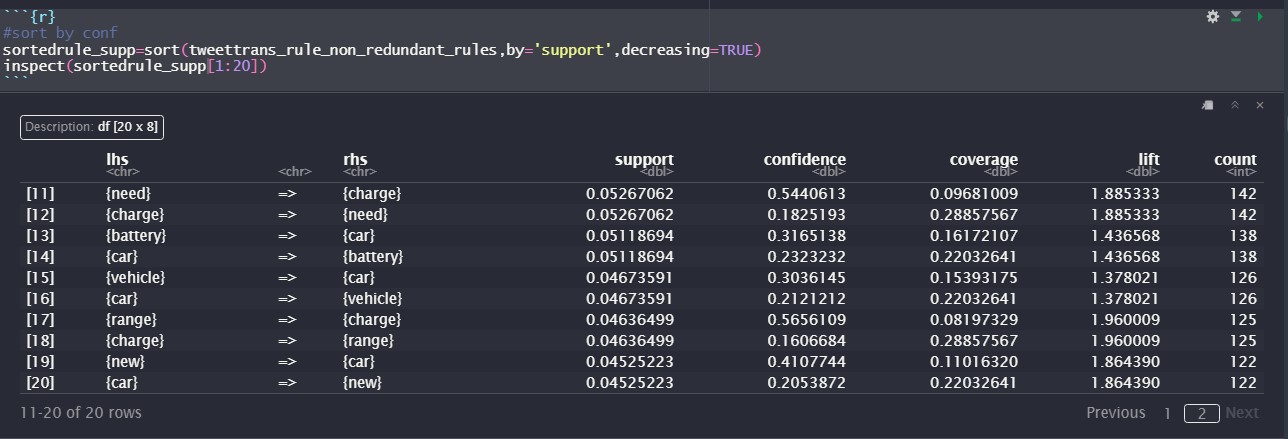 ```{r}
#sort by conf
sortedrule_supp=sort(tweettrans_rule_non_redundant_rules,by='support',decreasing=TRUE)
inspect(sortedrule_supp[1:20])
```
Description: df [20 x 8]
lhs rhs support confidence coverage lift count
<chr> <chr> <chr> <dbl> <dbl> <dbl> <dbl> <int>
[11] {need} => {charge} 0.05267062 0.5440613 0.09681009 1.885333 142
[12] {charge} => {need} 0.05267062 0.1825193 0.28857567 1.885333 142
[13] {battery} => {car} 0.05118694 0.3165138 0.16172107 1.436568 138
[14] {car} => {battery} 0.05118694 0.2323232 0.22032641 1.436568 138
[15] {vehicle} => {car} 0.04673591 0.3036145 0.15393175 1.378021 126
[16] {car} => {vehicle} 0.04673591 0.2121212 0.22032641 1.378021 126
[17] {range} => {charge} 0.04636499 0.5656109 0.08197329 1.960009 125
[18] {charge} => {range} 0.04636499 0.1606684 0.28857567 1.960009 125
[19] {new} => {car} 0.04525223 0.4107744 0.11016320 1.864390 122
[20] {car} => {new} 0.04525223 0.2053872 0.22032641 1.864390 122
11-20 of 20 rows Previous 1 2 Next